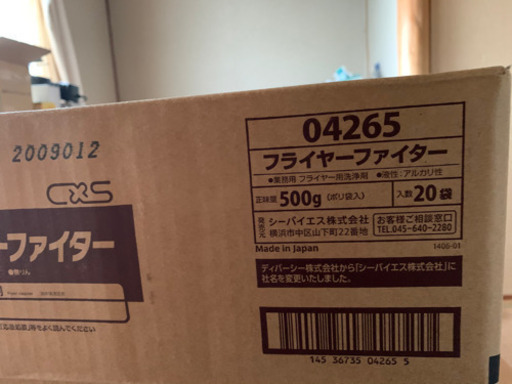 2009012
CxS
ーファイター
04265
フライヤーファイター
●業務用 フライヤー用洗浄剤 ●液性:アルカリ性
正味量 500g (ポリ袋入) 入数 20袋
発売元 シーバイエス株式会社
横浜市中区山下町22番地
お客様ご相談窓口
TEL.045-640-2280
Made in Japan 1406-01
ディバーシー株式会社から「シーバイエス株式会社」に
社名を変更いたしました。
145 36735 04265 5